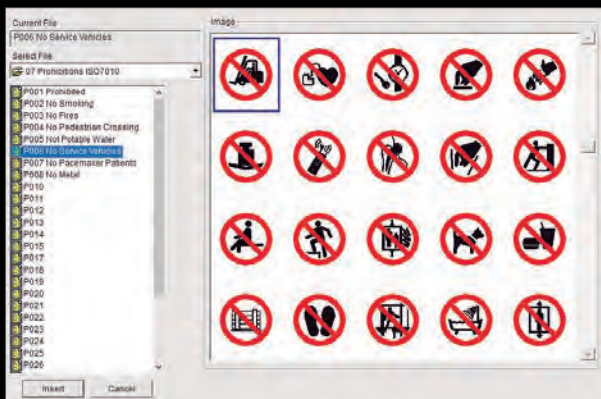 Current File
P006 No Service Vehicles
Select File
07 Prohibitions ISO7010
P001 Prohibited
P002 No Smoking
P003 No Fires
P004 No Pedestrian Crossing
P005 Not Potable Water
P006 No Service Vehicles
P007 No Pacemaker Patients
P008 No Metal
P010
P011
P012
P013
P014
P015
P017
P018
P019
P020
P021
P022
P023
P024
P025
P026
Insert
Cancel
Image